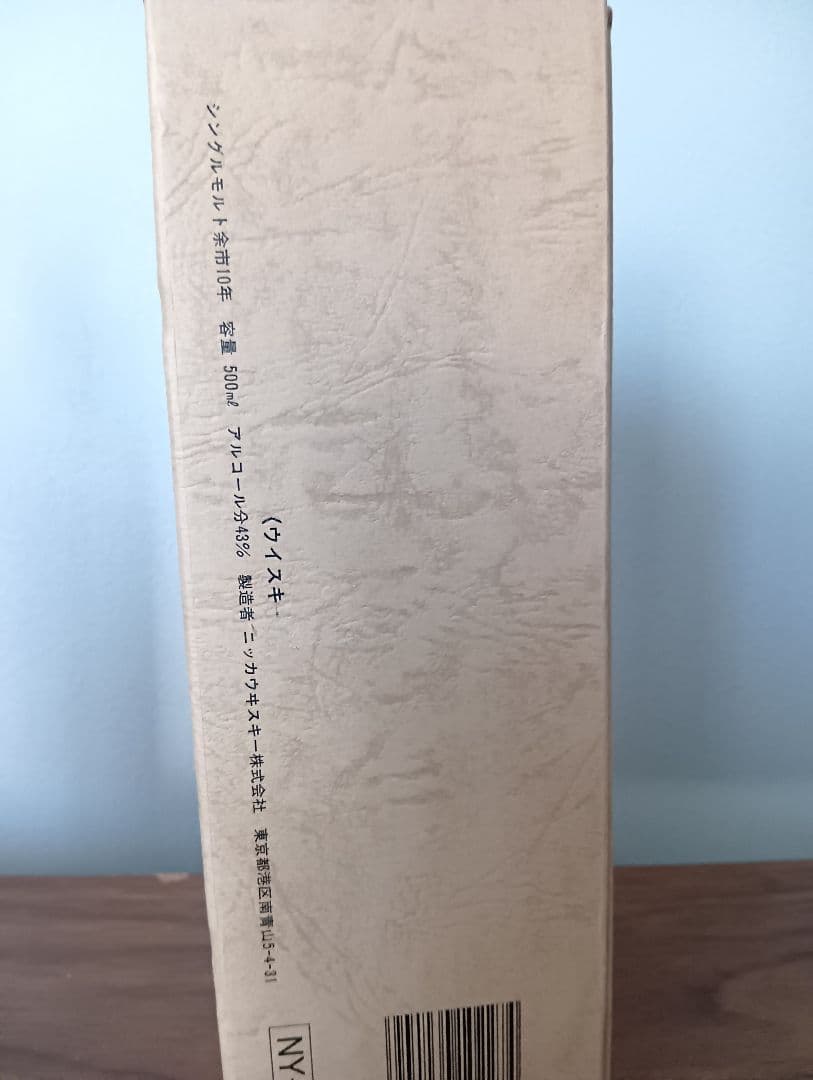 (ウイスキ
シングルモルト余市10年 容量 500㎖ アルコール分43% 製造者 ニッカウヰスキー株式会社 東京都港区南青山5-4-31
NY